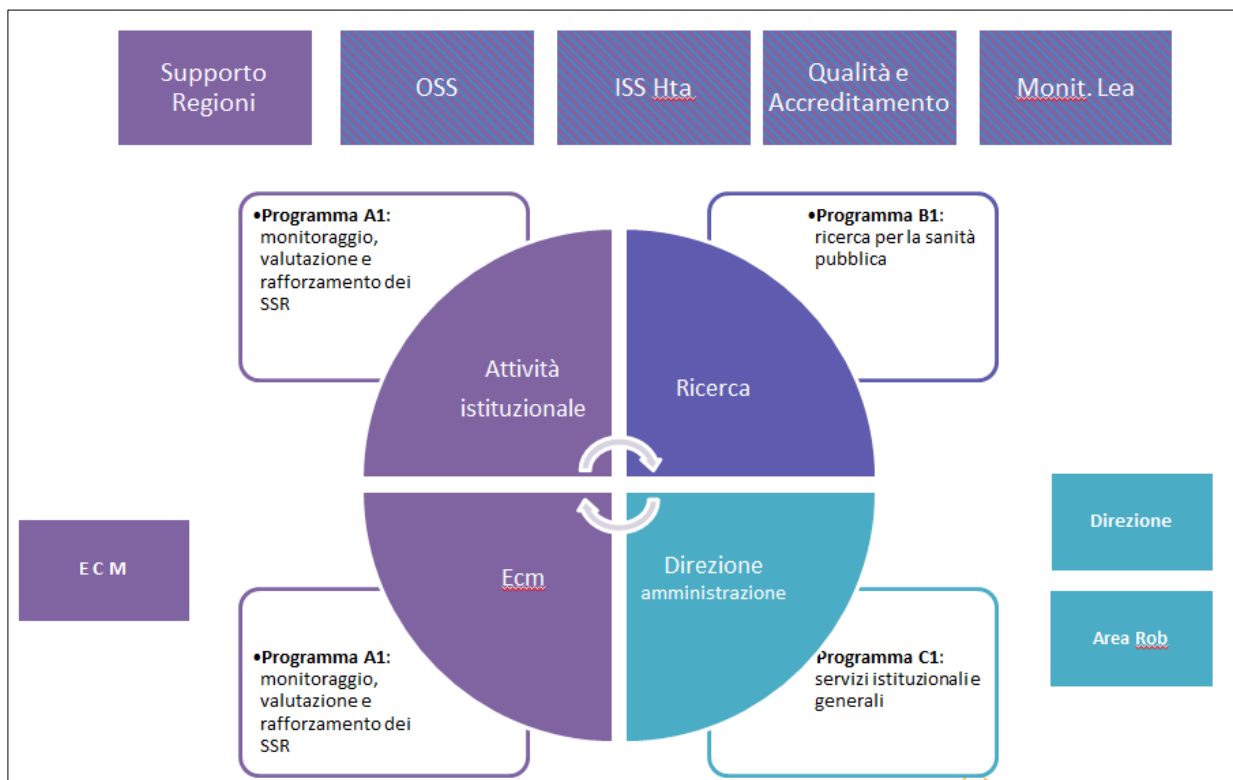 Supporto
Regioni
OSS
ISS Hta
Qualità e
Accreditamento
Monit. Lea
•Programma A1:
monitoraggio,
valutazione e
rafforzamento dei
SSR
•Programma B1:
ricerca per la sanità
pubblica
Attività
istituzionale
Ricerca
E C M
Ecm
Direzione
amministrazione
Direzione
Area Rob
•Programma A1:
monitoraggio,
valutazione e
rafforzamento dei
SSR
Programma C1:
servizi istituzionali e
generali